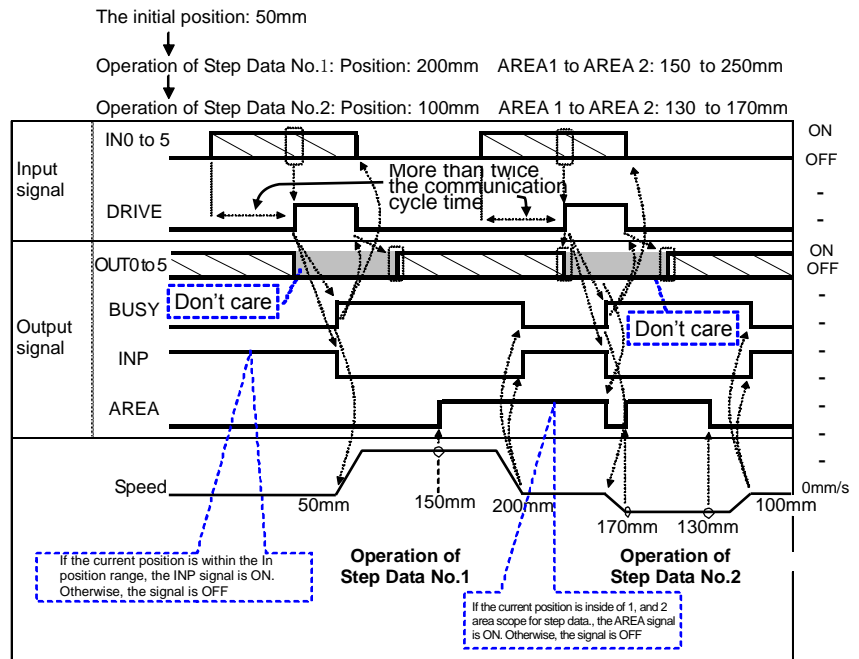 The initial position: 50mm
Operation of Step Data No.1: Position: 200mm AREA1 to AREA 2: 150 to 250mm
Operation of Step Data No.2: Position: 100mm AREA 1 to AREA 2: 130 to 170mm
Input
signal
IN0 to 5
ON
OFF
More than twice
the communication
cycle time
-
DRIVE
-
Output
signal
OUT0 to 5
ON
OFF
Don't care
BUSY
-
Don't care
-
INP
-
-
AREA
-
-
Speed
-
50mm
150mm
200mm
170mm
130mm
100mm
0mm/s
If the current position is within the In
position range, the INP signal is ON.
Otherwise, the signal is OFF
Operation of
Step Data No.1
Operation of
Step Data No.2
If the current position is inside of 1, and 2
area scope for step data., the AREA signal
is ON. Otherwise, the signal is OFF